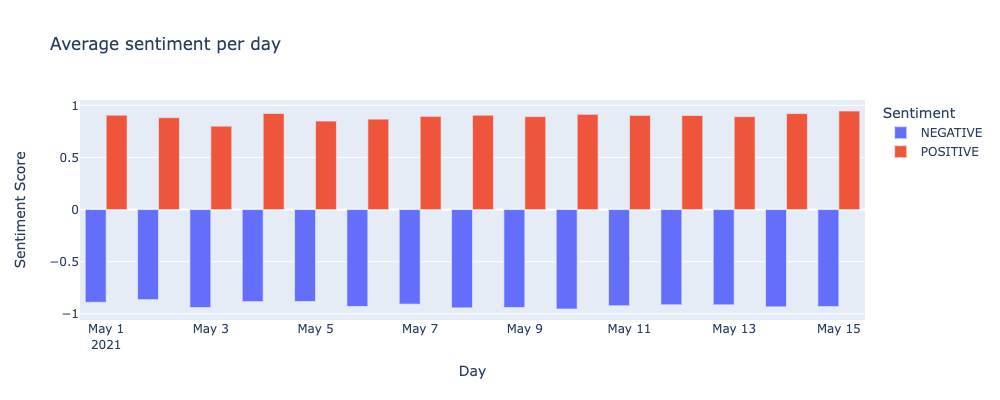 Average sentiment per day
Sentiment Score
1
0.5
0
−0.5
−1
May 1
2021
May 3
May 5
May 7
May 9
May 11
May 13
May 15
Day
Sentiment
NEGATIVE
POSITIVE